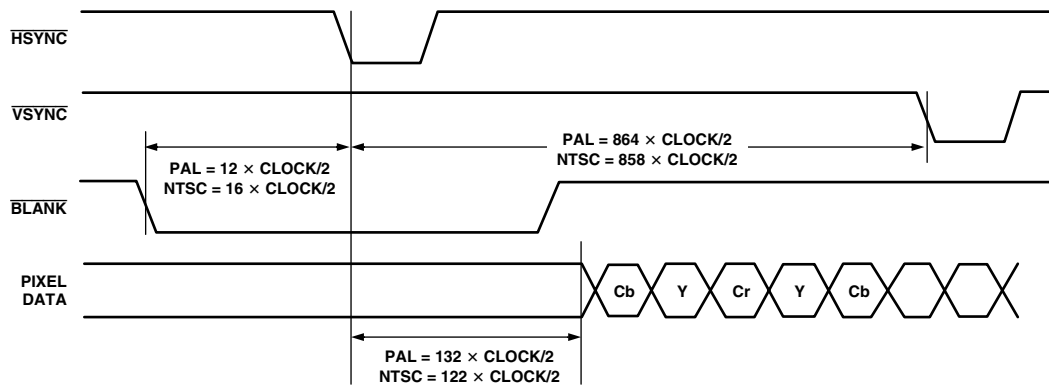 HSYNC
VSYNC
PAL = 12 × CLOCK/2
NTSC = 16 × CLOCK/2
PAL = 864 × CLOCK/2
NTSC = 858 × CLOCK/2
BLANK
PIXEL
DATA
Cb Y Cr Y Cb
PAL = 132 × CLOCK/2
NTSC = 122 × CLOCK/2